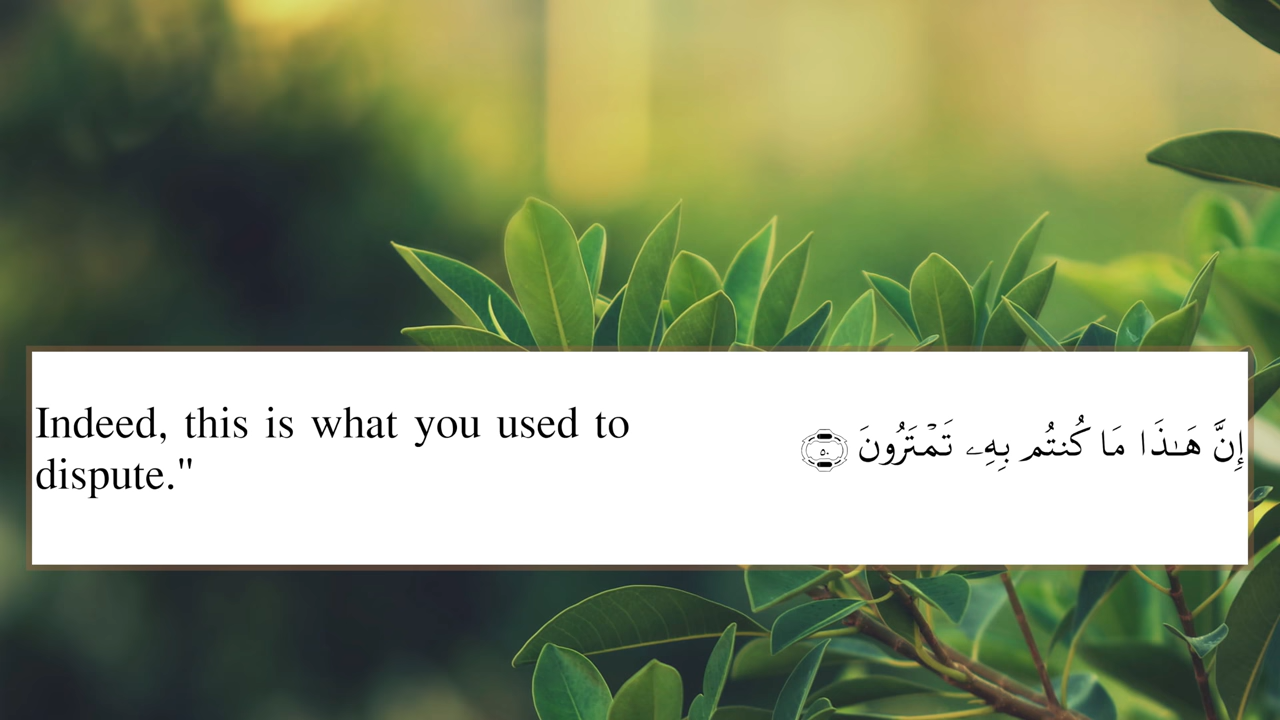 Indeed, this is what you used to
dispute."
إِنَّ هَـٰذَا مَا كُنتُم بِهِۦ تَمْتَرُونَ ۝٥٠